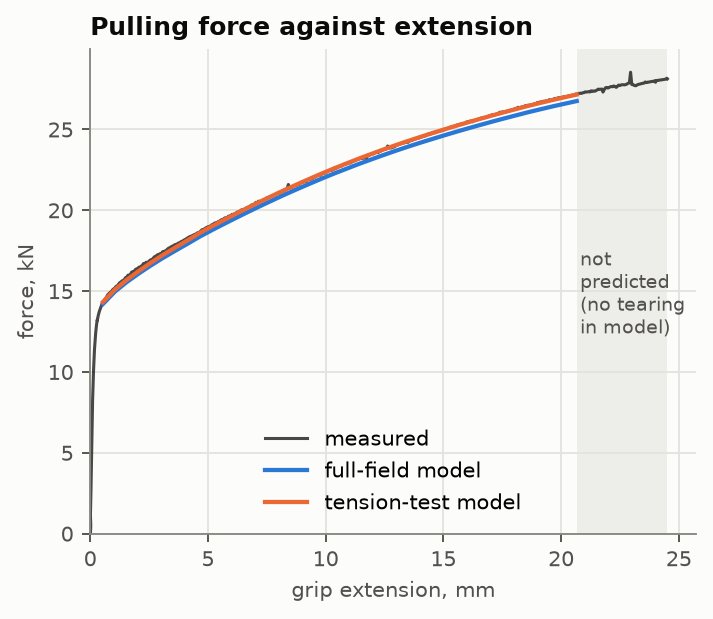 Pulling force against extension
force, kN
25
20
15
10
5
0
not
predicted
(no tearing
in model)
measured
full-field model
tension-test model
0 5 10 15 20 25
grip extension, mm